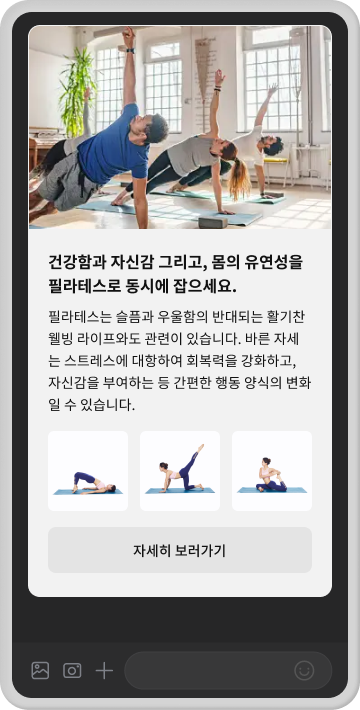 건강함과 자신감 그리고, 몸의 유연성을
필라테스로 동시에 잡으세요.
필라테스는 슬픔과 우울함의 반대되는 활기찬
웰빙 라이프와도 관련이 있습니다. 바른 자세
는 스트레스에 대항하여 회복력을 강화하고,
자신감을 부여하는 등 간편한 행동 양식의 변화
일 수 있습니다.
자세히 보러가기